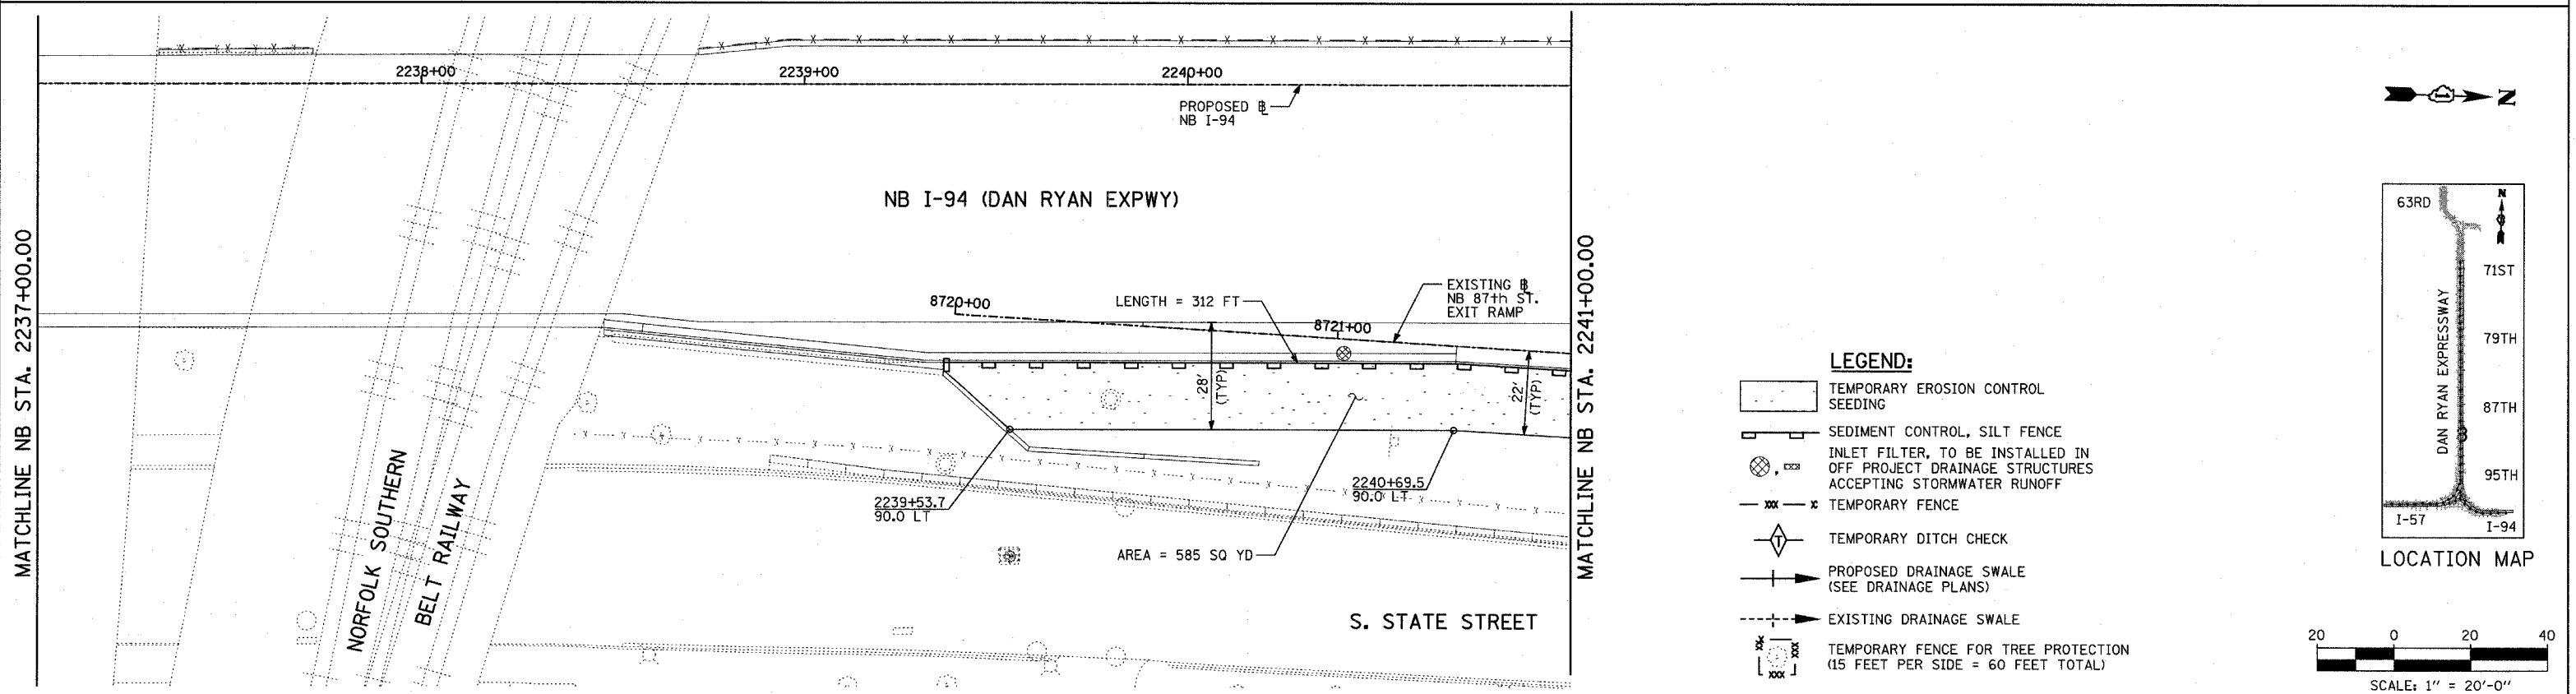 2238+00
2239+00
2240+00
PROPOSED ℄
NB I-94
NB I-94 (DAN RYAN EXPWY)
MATCHLINE NB STA. 2237+00.00
8720+00
LENGTH = 312 FT
EXISTING ℄
NB 87th ST.
EXIT RAMP
8721+00
28'
(TYP)
22'
(TYP)
MATCHLINE NB STA. 2241+00.00
2239+53.7
90.0 LT
2240+69.5
90.0 LT
AREA = 585 SQ YD
NORFOLK SOUTHERN
BELT RAILWAY
S. STATE STREET
LEGEND:
TEMPORARY EROSION CONTROL
SEEDING
SEDIMENT CONTROL, SILT FENCE
INLET FILTER, TO BE INSTALLED IN
OFF PROJECT DRAINAGE STRUCTURES
ACCEPTING STORMWATER RUNOFF
TEMPORARY FENCE
T
TEMPORARY DITCH CHECK
PROPOSED DRAINAGE SWALE
(SEE DRAINAGE PLANS)
EXISTING DRAINAGE SWALE
TEMPORARY FENCE FOR TREE PROTECTION
(15 FEET PER SIDE = 60 FEET TOTAL)
N
N
63RD
71ST
79TH
87TH
95TH
DAN RYAN EXPRESSWAY
I-57
I-94
LOCATION MAP
20 0 20 40
SCALE: 1" = 20'-0"